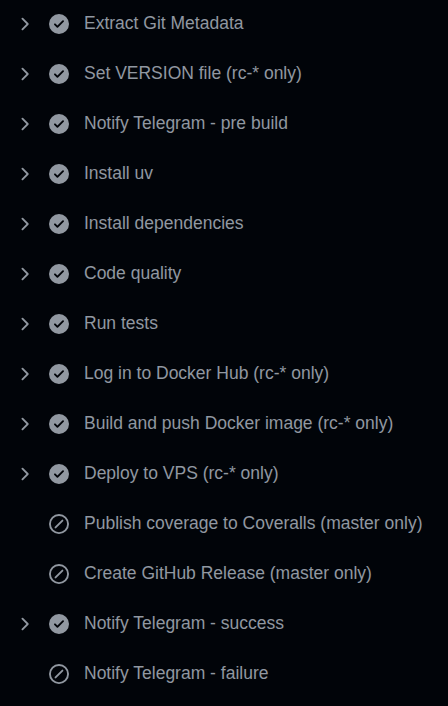 Extract Git Metadata
Set VERSION file (rc-* only)
Notify Telegram - pre build
Install uv
Install dependencies
Code quality
Run tests
Log in to Docker Hub (rc-* only)
Build and push Docker image (rc-* only)
Deploy to VPS (rc-* only)
Publish coverage to Coveralls (master only)
Create GitHub Release (master only)
Notify Telegram - success
Notify Telegram - failure